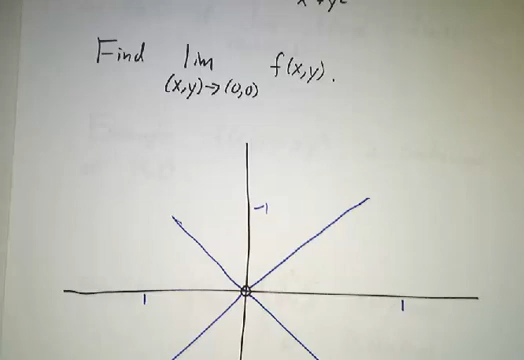 Find lim f(x,y).
(x,y)→(0,0)
-1
1 1